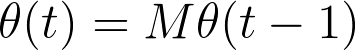 θ(t) = Mθ(t − 1)